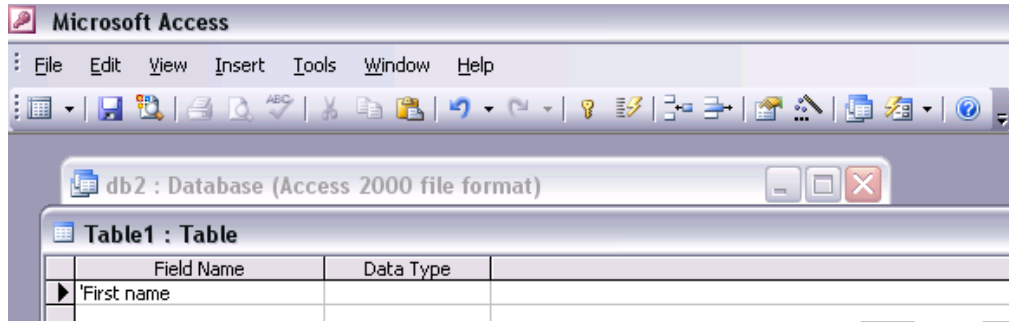 Microsoft Access
File Edit View Insert Tools Window Help
ABC
db2 : Database (Access 2000 file format)
Table1 : Table
Field Name Data Type
'First name